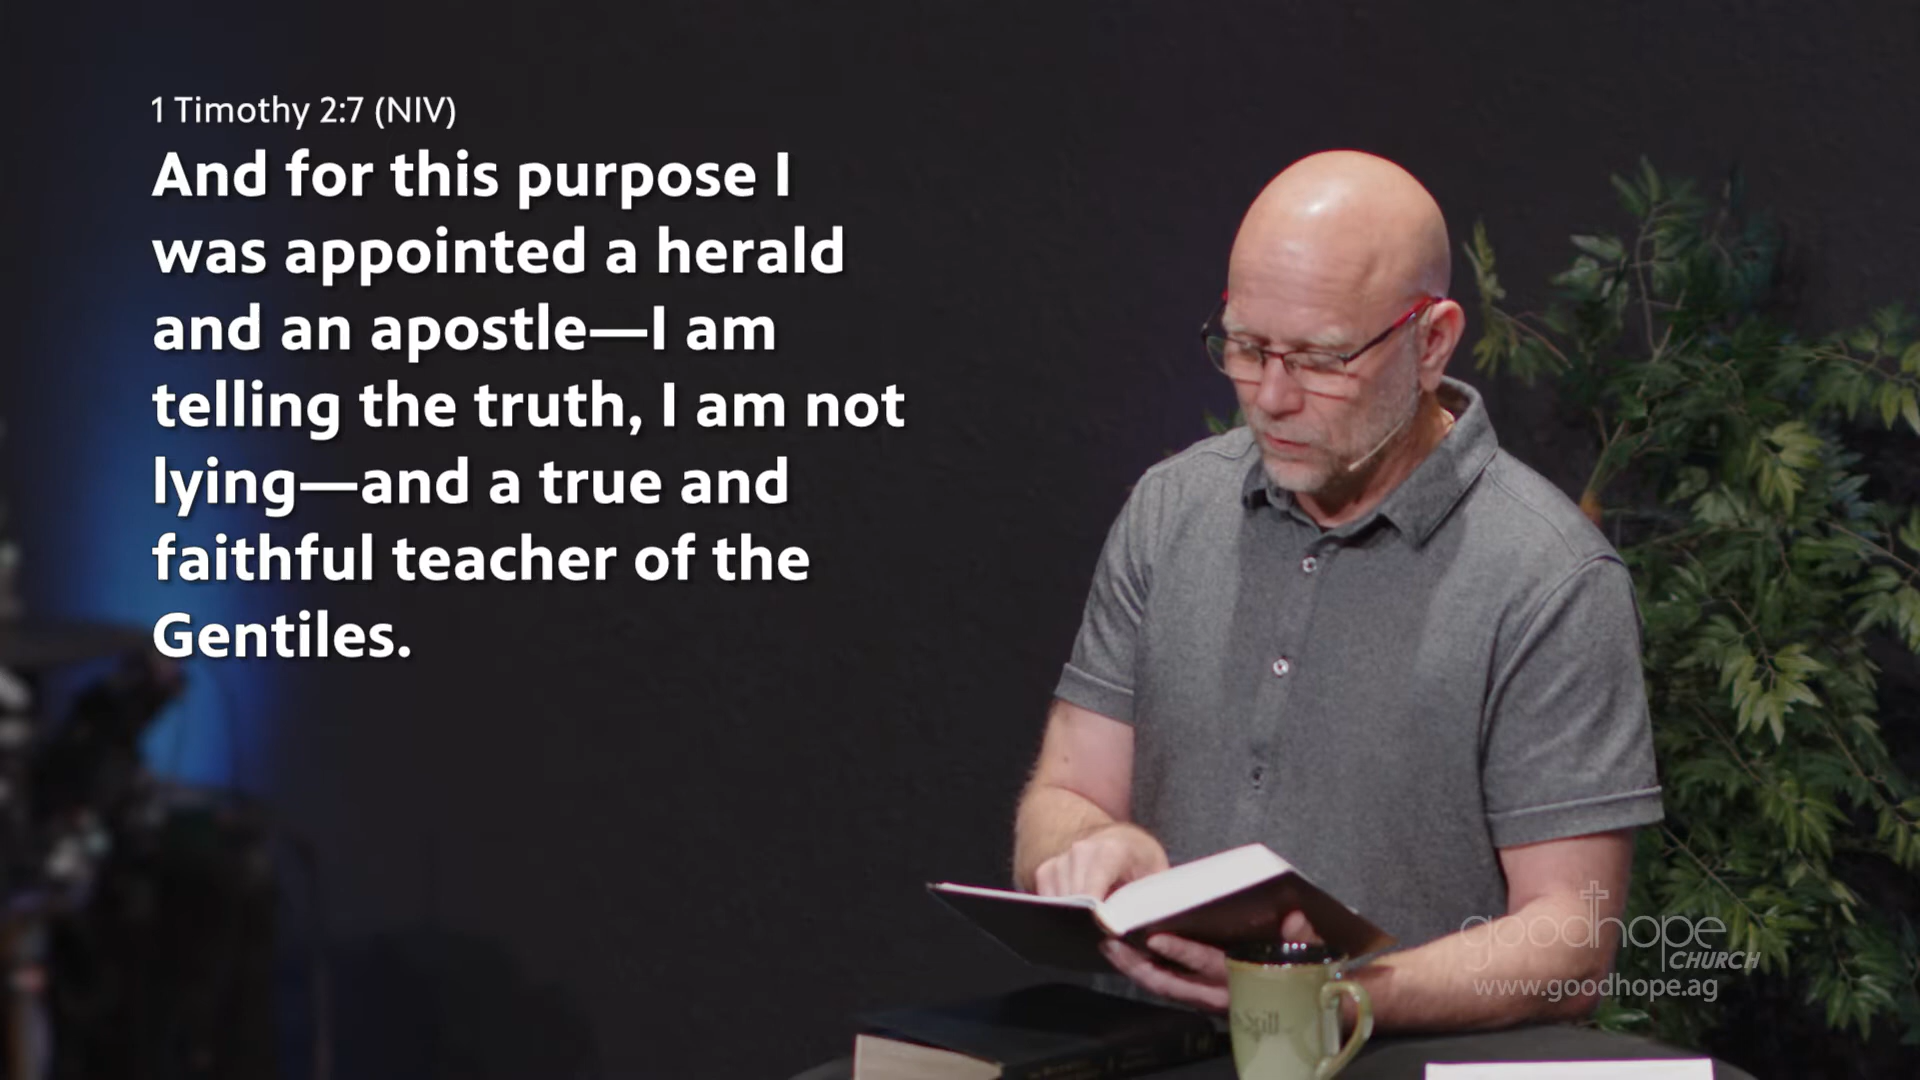 1 Timothy 2:7 (NIV)
And for this purpose I
was appointed a herald
and an apostle—I am
telling the truth, I am not
lying—and a true and
faithful teacher of the
Gentiles.
goodhope
CHURCH
www.goodhope.ag
Still